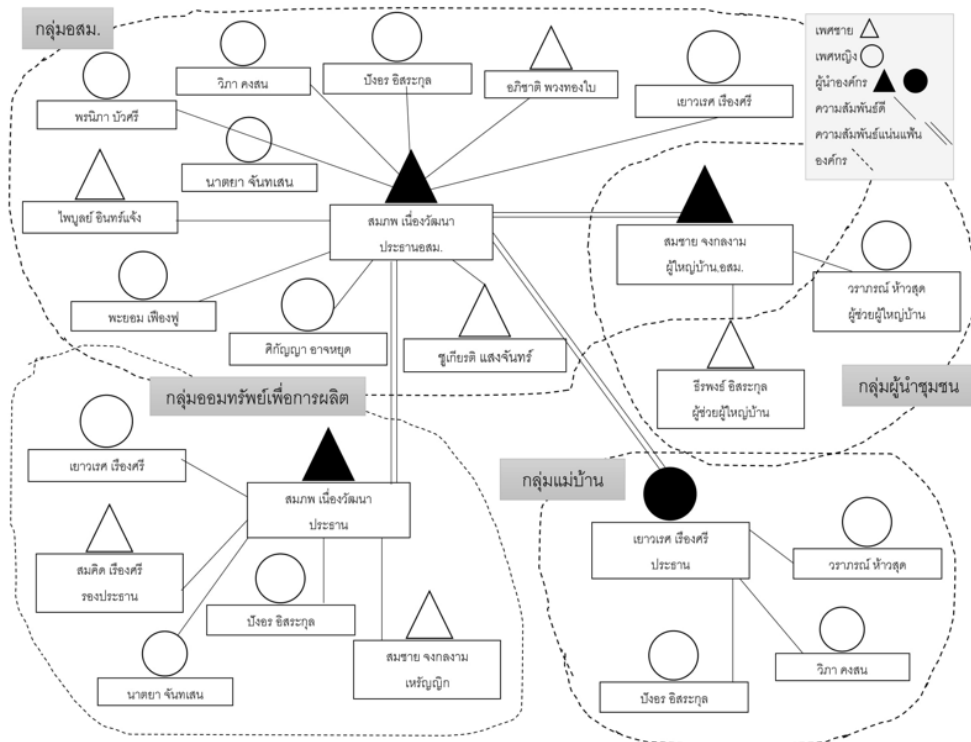 กลุ่มอสม.
เพศชาย
เพศหญิง
ผู้นำองค์กร
ความสัมพันธ์ดี
ความสัมพันธ์แน่นแฟ้น
องค์กร
พรนิภา บัวศรี
วิภา คงสน
ปังอร อิสระกุล
อภิชาติ พวงทองใบ
เยาวเรศ เรืองศรี
นาตยา จันทเสน
ไพบูลย์ อินทร์แจ้ง
สมภพ เนื่องวัฒนา
ประธานอสม.
สมชาย จงกลงาม
ผู้ใหญ่บ้าน.อสม.
วราภรณ์ ห้าวสุด
ผู้ช่วยผู้ใหญ่บ้าน
พะยอม เฟื่องฟู
ศิกัญญา อาจหยุด
ชูเกียรติ แสงจันทร์
ธีรพงธ์ อิสระกุล
ผู้ช่วยผู้ใหญ่บ้าน
กลุ่มผู้นำชุมชน
กลุ่มออมทรัพย์เพื่อการผลิต
เยาวเรศ เรืองศรี
สมภพ เนื่องวัฒนา
ประธาน
สมคิด เรืองศรี
รองประธาน
ปังอร อิสระกุล
นาตยา จันทเสน
สมชาย จงกลงาม
เหรัญญิก
กลุ่มแม่บ้าน
เยาวเรศ เรืองศรี
ประธาน
วราภรณ์ ห้าวสุด
วิภา คงสน
ปังอร อิสระกุล